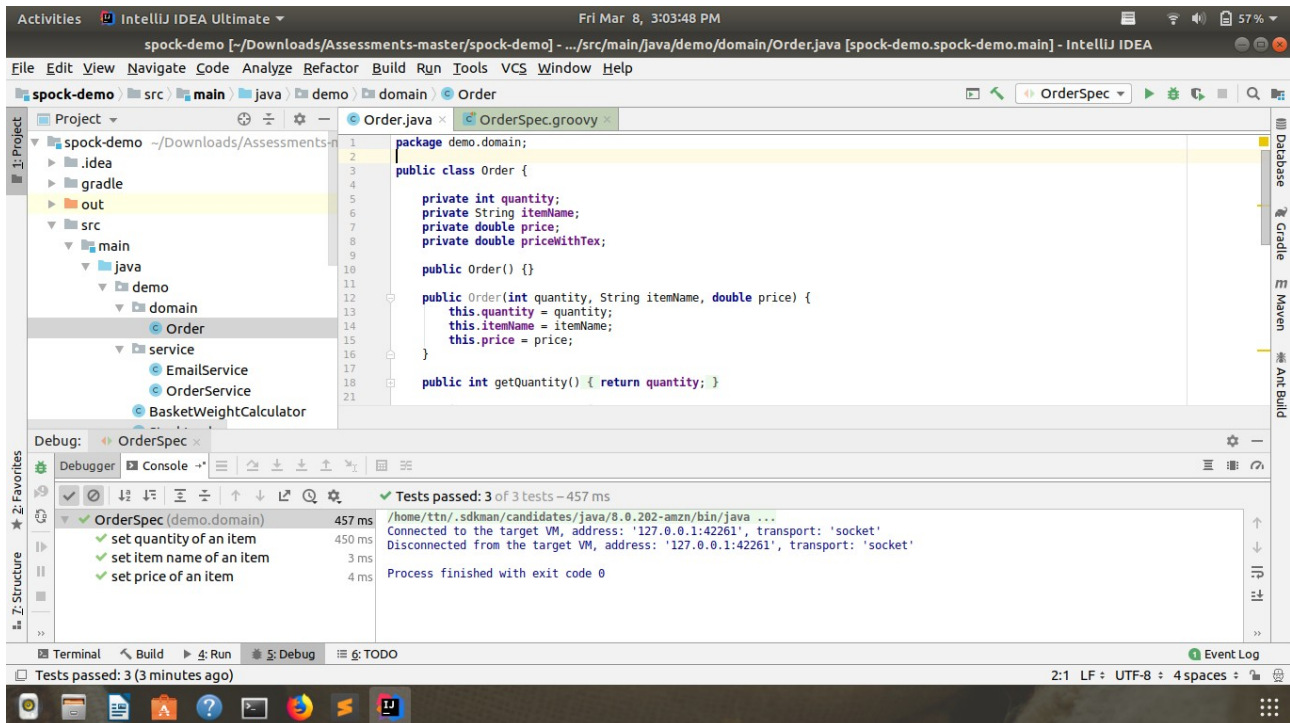 Activities IntelliJ IDEA Ultimate Fri Mar 8, 3:03:48 PM 57%
spock-demo [~/Downloads/Assessments-master/spock-demo] - .../src/main/java/demo/domain/Order.java [spock-demo.spock-demo.main] - IntelliJ IDEA
File Edit View Navigate Code Analyze Refactor Build Run Tools VCS Window Help
spock-demo src main java demo domain Order OrderSpec
1: Project
Project
Order.java
OrderSpec.groovy
spock-demo ~/Downloads/Assessments-
.idea
gradle
out
src
main
java
demo
domain
Order
service
EmailService
OrderService
BasketWeightCalculator
1 package demo.domain;
2
3 public class Order {
4
5 private int quantity;
6 private String itemName;
7 private double price;
8 private double priceWithTex;
9
10 public Order() {}
11
12 public Order(int quantity, String itemName, double price) {
13 this.quantity = quantity;
14 this.itemName = itemName;
15 this.price = price;
16 }
17
18 public int getQuantity() { return quantity; }
21
Database
Gradle
m Maven
Ant Build
Debug: OrderSpec
Debugger Console
Tests passed: 3 of 3 tests – 457 ms
OrderSpec (demo.domain) 457 ms
set quantity of an item 450 ms
set item name of an item 3 ms
set price of an item 4 ms
/home/ttn/.sdkman/candidates/java/8.0.202-amzn/bin/java ...
Connected to the target VM, address: '127.0.0.1:42261', transport: 'socket'
Disconnected from the target VM, address: '127.0.0.1:42261', transport: 'socket'
Process finished with exit code 0
2: Favorites
7: Structure
Terminal Build 4: Run 5: Debug 6: TODO 1 Event Log
Tests passed: 3 (3 minutes ago) 2:1 LF UTF-8 4 spaces